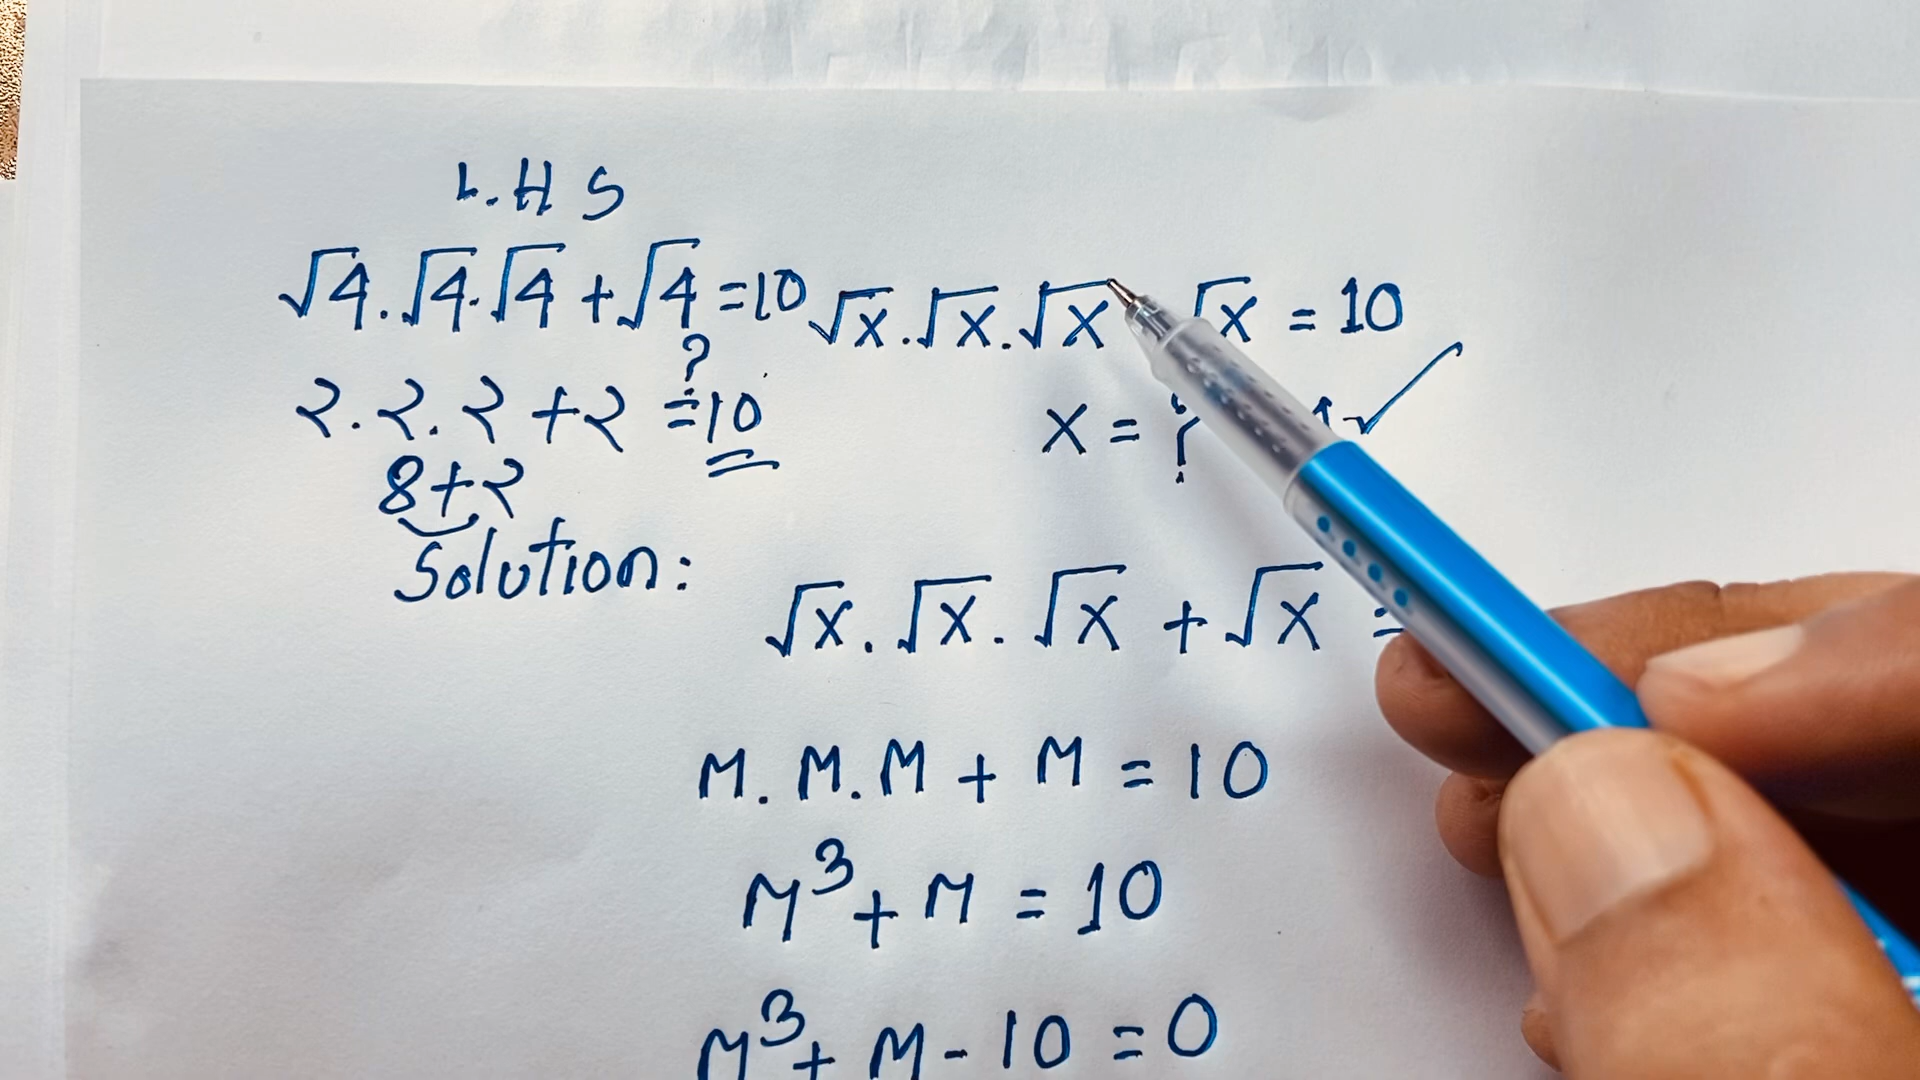 L.H S
√4.√4.√4 + √4 = 10
2.2.2 + 2 ?= 10
8+2
√x.√x.√x √x = 10
x = ?
Solution:
√x . √x . √x + √x =
M.M.M + M = 10
M³ + M = 10
M³ + M - 10 = 0